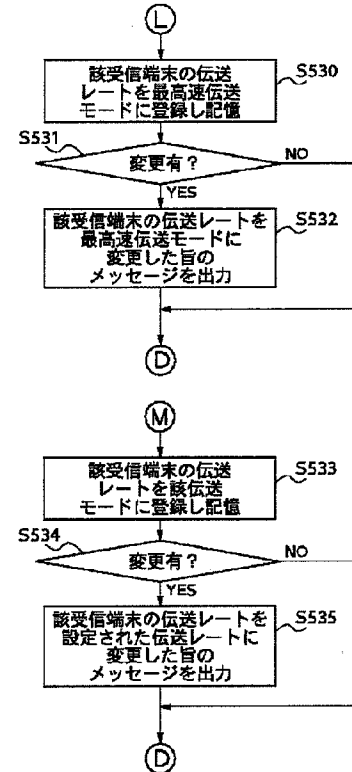 L
該受信端末の伝送
レートを最高速伝送
モードに登録し記憶
S530
S531
変更有？
NO
YES
該受信端末の伝送レートを
最高速伝送モードに
変更した旨の
メッセージを出力
S532
D
M
該受信端末の伝送
レートを該伝送
モードに登録し記憶
S533
S534
変更有？
NO
YES
該受信端末の伝送レートを
設定された伝送レートに
変更した旨の
メッセージを出力
S535
D